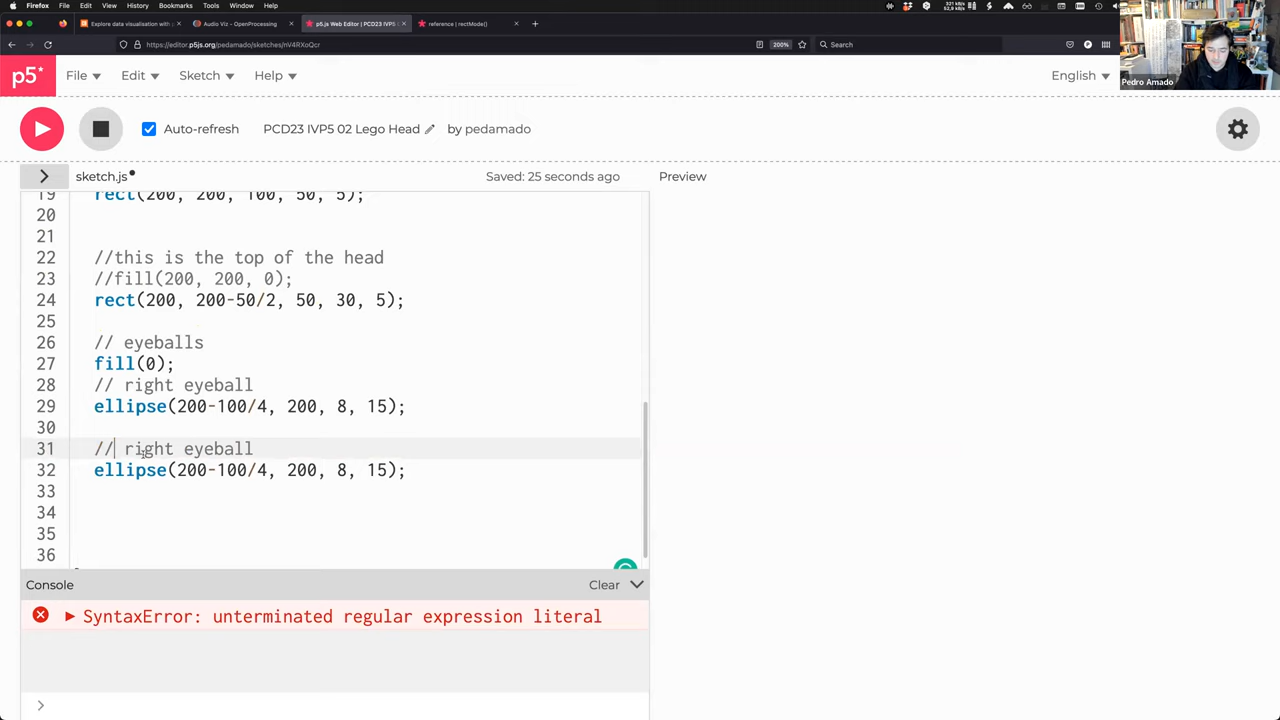 Firefox File Edit View History Bookmarks Tools Window Help
Explore data visualisation with
Audio Viz - OpenProcessing
p5.js Web Editor | PCD23 IVP5
reference | rectMode()
https://editor.p5js.org/pedamado/sketches/nV4RXoQcr
200%
Search
Pedro Amado
p5* File Edit Sketch Help English
Auto-refresh PCD23 IVP5 02 Lego Head by pedamado
> sketch.js Saved: 25 seconds ago Preview
19 rect(200, 200, 100, 50, 5);
20
21
22 //this is the top of the head
23 //fill(200, 200, 0);
24 rect(200, 200-50/2, 50, 30, 5);
25
26 // eyeballs
27 fill(0);
28 // right eyeball
29 ellipse(200-100/4, 200, 8, 15);
30
31 // right eyeball
32 ellipse(200-100/4, 200, 8, 15);
33
34
35
36
Console Clear
SyntaxError: unterminated regular expression literal
>